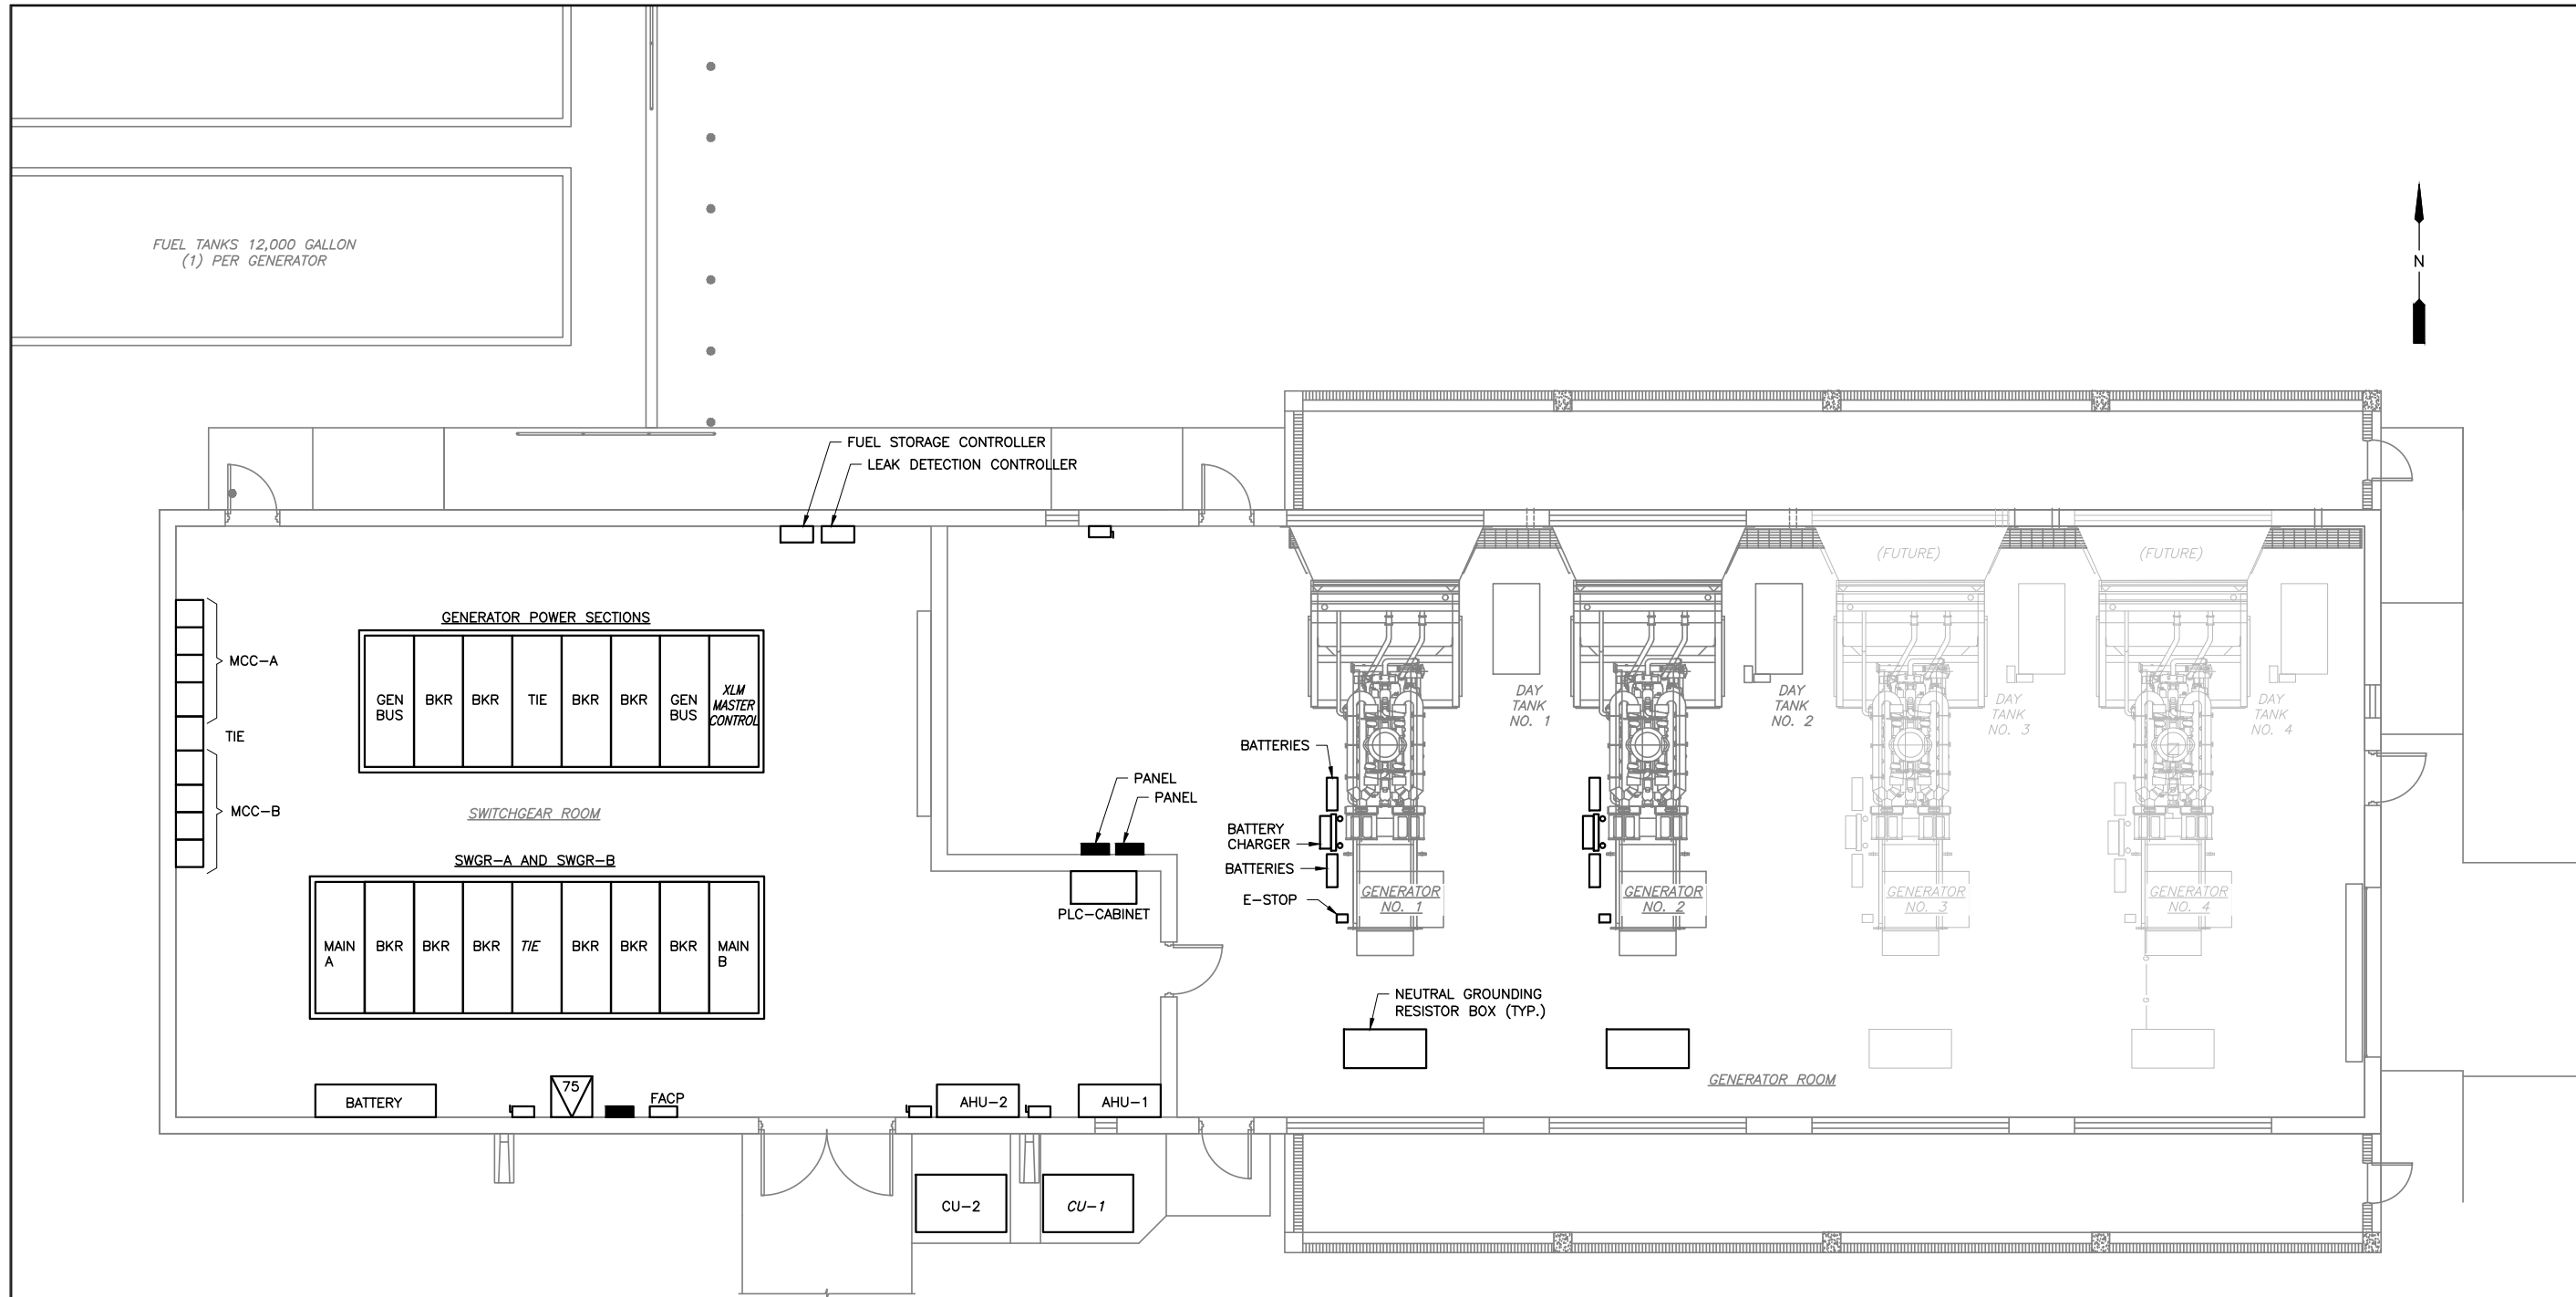 FUEL TANKS 12,000 GALLON
(1) PER GENERATOR
N
FUEL STORAGE CONTROLLER
LEAK DETECTION CONTROLLER
(FUTURE)
(FUTURE)
GENERATOR POWER SECTIONS
MCC-A
GEN
BUS
BKR
BKR
TIE
BKR
BKR
GEN
BUS
XLM
MASTER
CONTROL
TIE
MCC-B
SWITCHGEAR ROOM
SWGR-A AND SWGR-B
MAIN
A
BKR
BKR
BKR
TIE
BKR
BKR
BKR
MAIN
B
PANEL
PANEL
PLC-CABINET
DAY
TANK
NO. 1
DAY
TANK
NO. 2
DAY
TANK
NO. 3
DAY
TANK
NO. 4
BATTERIES
BATTERY
CHARGER
BATTERIES
E-STOP
GENERATOR
NO. 1
GENERATOR
NO. 2
GENERATOR
NO. 3
GENERATOR
NO. 4
G
G
NEUTRAL GROUNDING
RESISTOR BOX (TYP.)
GENERATOR ROOM
BATTERY
75
FACP
AHU-2
AHU-1
CU-2
CU-1